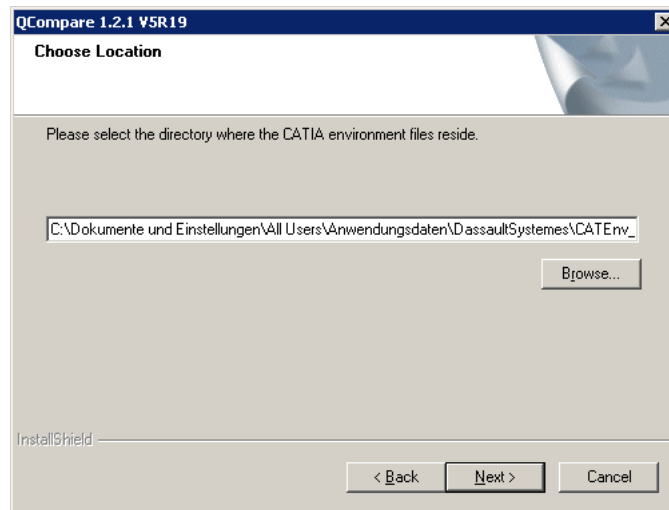 QCompare 1.2.1 V5R19
Choose Location
Please select the directory where the CATIA environment files reside.
C:\Dokumente und Einstellungen\All Users\Anwendungsdaten\DassaultSystemes\CATEnv_
Browse...
InstallShield
< Back Next > Cancel